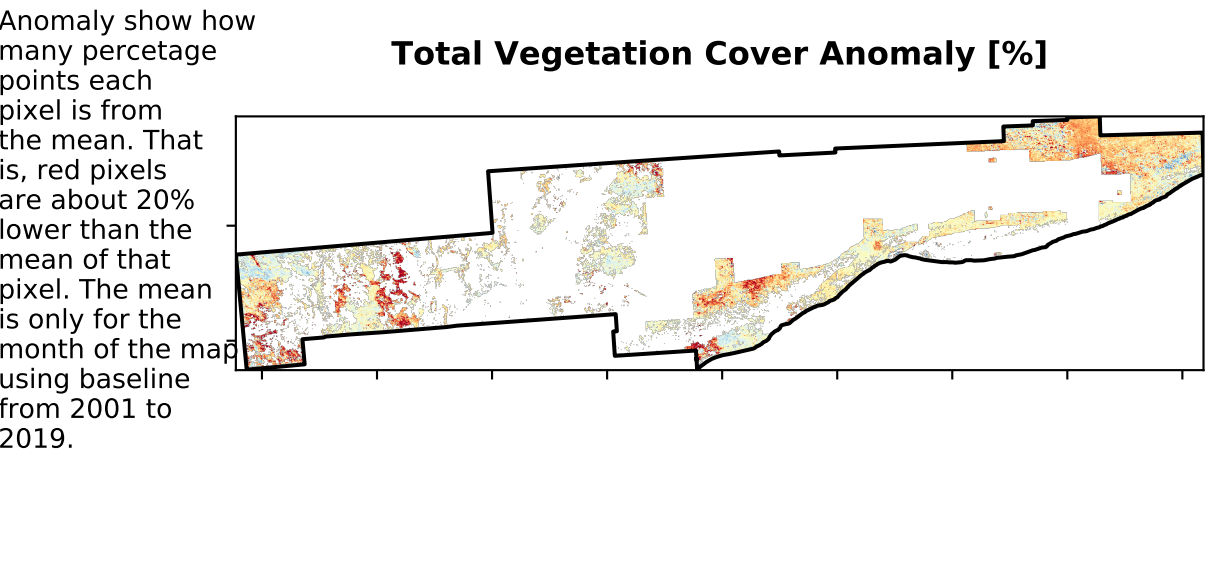 Anomaly show how
many percetage
points each
pixel is from
the mean. That
is, red pixels
are about 20%
lower than the
mean of that
pixel. The mean
is only for the
month of the map
using baseline
from 2001 to
2019.
Total Vegetation Cover Anomaly [%]